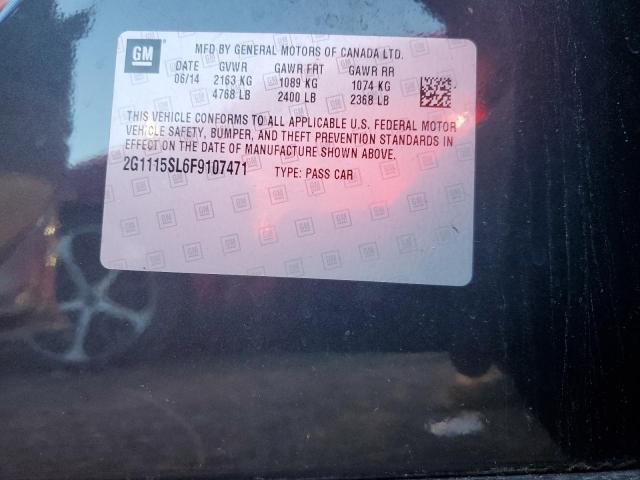 GM
MFD BY GENERAL MOTORS OF CANADA LTD.
DATE GVWR GAWR FRT GAWR RR
06/14 2163 KG 1089 KG 1074 KG
4768 LB 2400 LB 2368 LB
THIS VEHICLE CONFORMS TO ALL APPLICABLE U.S. FEDERAL MOTOR
VEHICLE SAFETY, BUMPER, AND THEFT PREVENTION STANDARDS IN
EFFECT ON THE DATE OF MANUFACTURE SHOWN ABOVE.
2G1115SL6F9107471 TYPE: PASS CAR